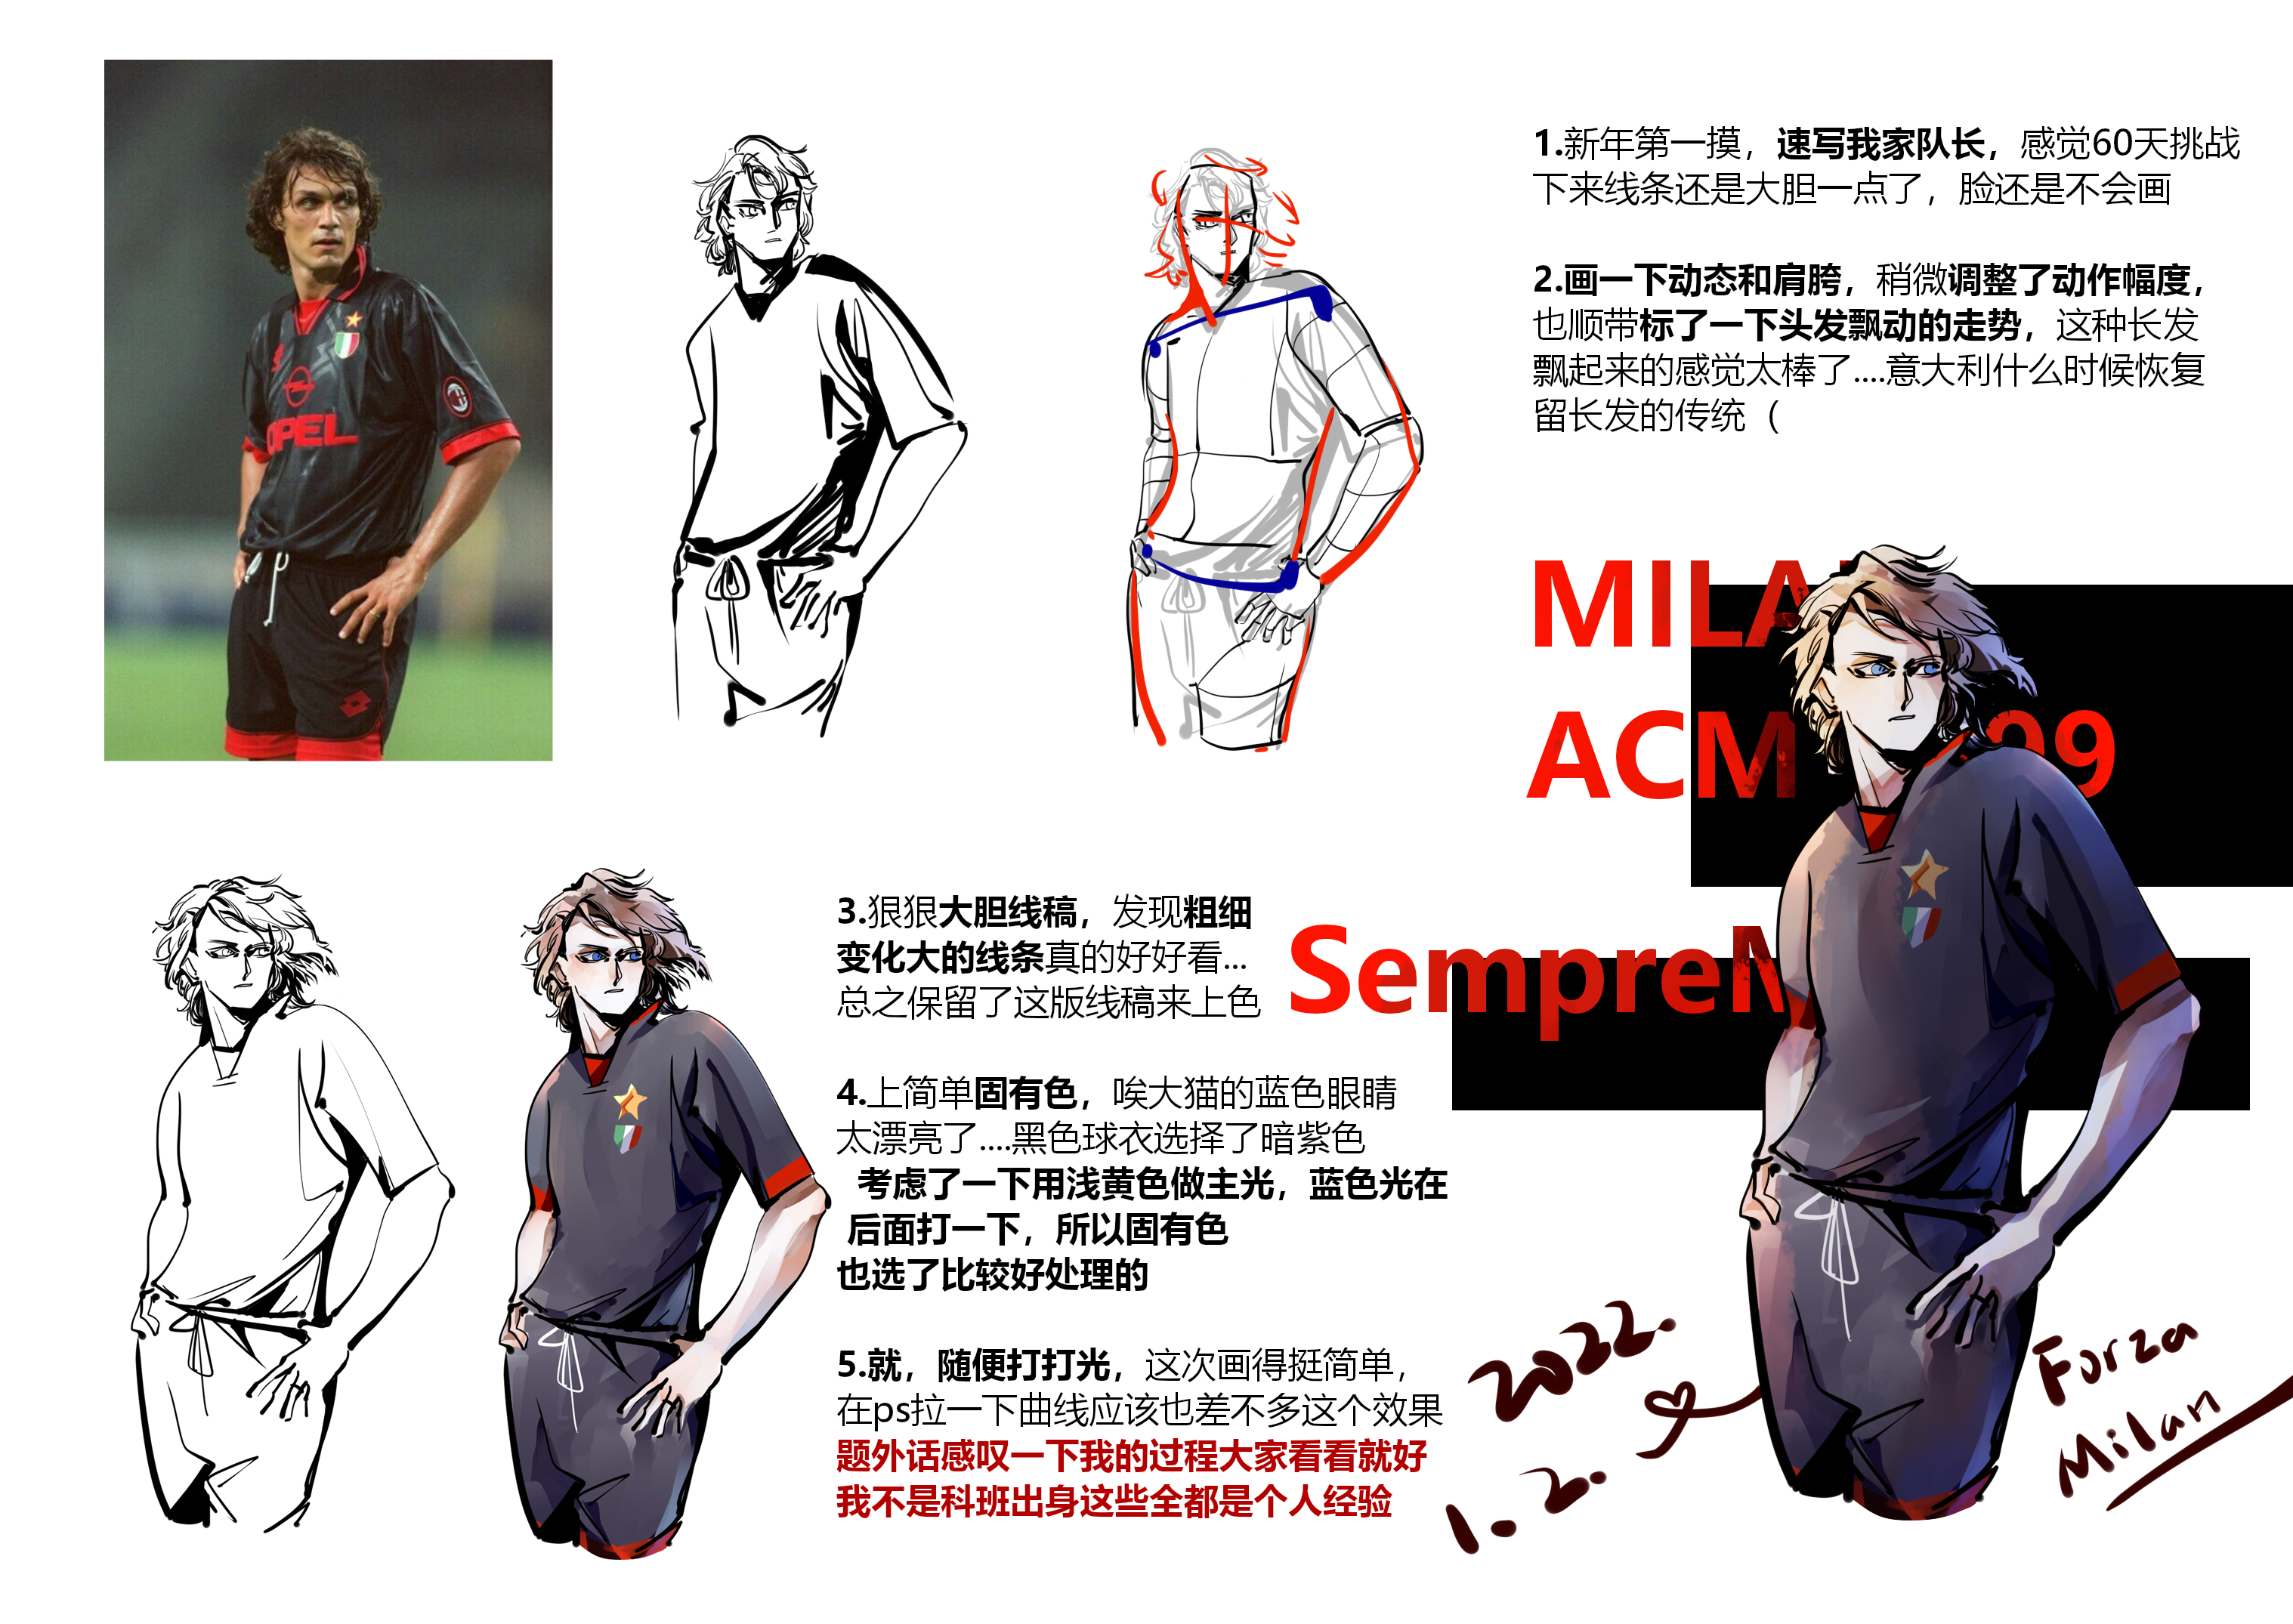 1.新年第一摸，速写我家队长，感觉60天挑战
下来线条还是大胆一点了，脸还是不会画
2.画一下动态和肩胯，稍微调整了动作幅度，
也顺带标了一下头发飘动的走势，这种长发
飘起来的感觉太棒了....意大利什么时候恢复
留长发的传统（
OPEL
MILA
ACM 99
SempreM
3.狠狠大胆线稿，发现粗细
变化大的线条真的好好看...
总之保留了这版线稿来上色
4.上简单固有色，唉大猫的蓝色眼睛
太漂亮了....黑色球衣选择了暗紫色
考虑了一下用浅黄色做主光，蓝色光在
后面打一下，所以固有色
也选了比较好处理的
5.就，随便打打光，这次画得挺简单，
在ps拉一下曲线应该也差不多这个效果
题外话感叹一下我的过程大家看看就好
我不是科班出身这些全都是个人经验
2022.
1.2.
Forza
Milan